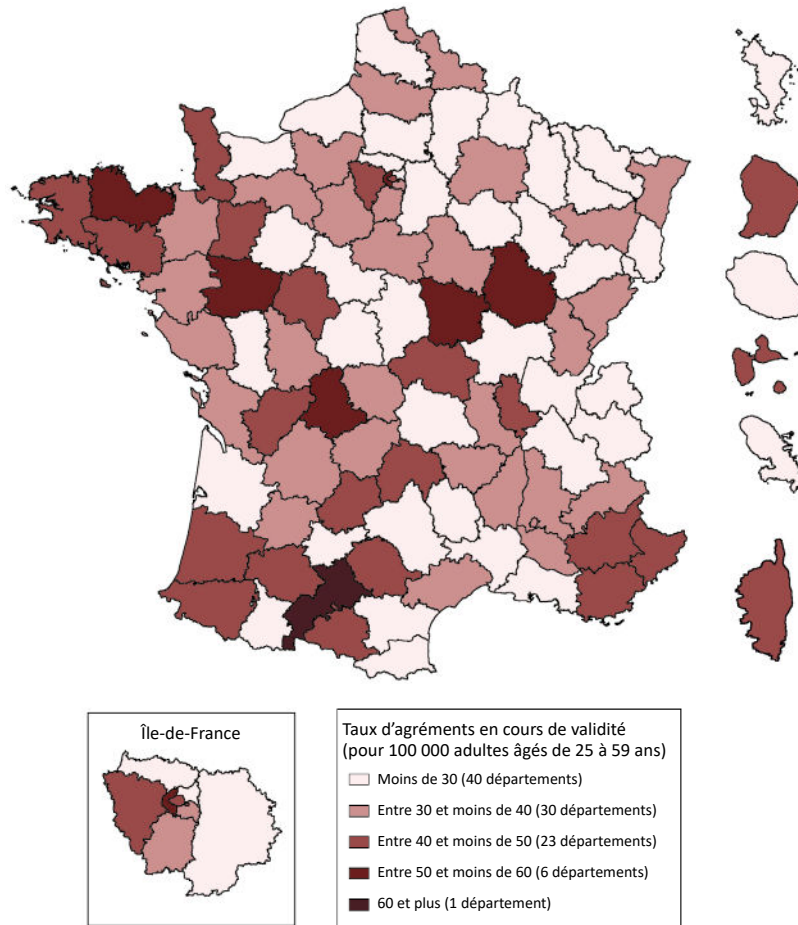 Île-de-France
Taux d'agréments en cours de validité
(pour 100 000 adultes âgés de 25 à 59 ans)
Moins de 30 (40 départements)
Entre 30 et moins de 40 (30 départements)
Entre 40 et moins de 50 (23 départements)
Entre 50 et moins de 60 (6 départements)
60 et plus (1 département)